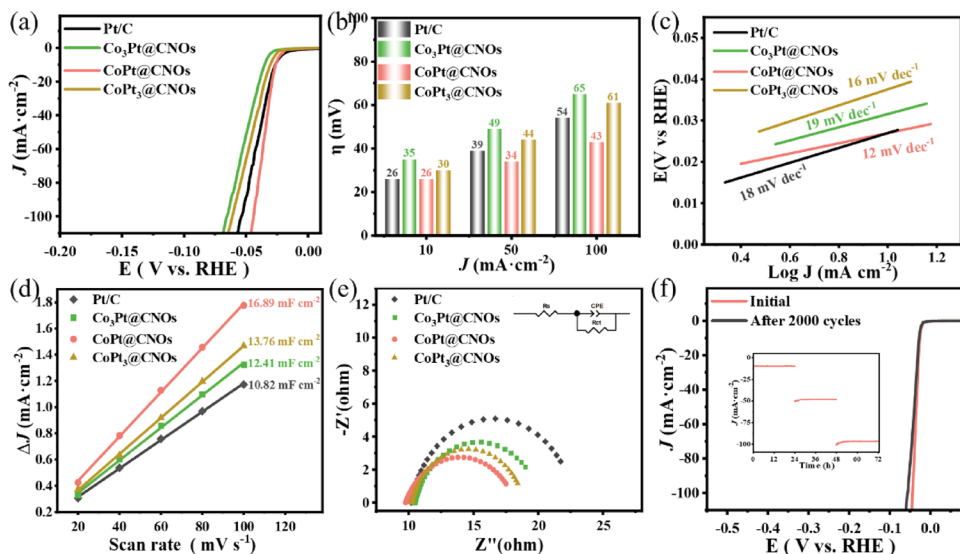 (a)
Pt/C
Co₃Pt@CNOs
CoPt@CNOs
CoPt₃@CNOs
0
-20
-40
-60
-80
-100
J (mA·cm⁻²)
-0.20
-0.15
-0.10
-0.05
0.00
E ( V vs. RHE)
(b)
Pt/C
Co₃Pt@CNOs
CoPt@CNOs
CoPt₃@CNOs
100
80
60
40
20
0
η (mV)
26
35
26
30
39
49
34
44
54
65
43
61
10
50
100
J (mA·cm⁻²)
(c)
Pt/C
Co₃Pt@CNOs
CoPt@CNOs
CoPt₃@CNOs
0.05
0.04
0.03
0.02
0.01
0.00
E(V vs RHE)
16 mV dec⁻¹
19 mV dec⁻¹
12 mV dec⁻¹
18 mV dec⁻¹
0.4
0.6
0.8
1.0
1.2
Log J (mA cm⁻²)
(d)
Pt/C
Co₃Pt@CNOs
CoPt@CNOs
CoPt₃@CNOs
1.8
1.6
1.4
1.2
1.0
0.8
0.6
0.4
0.2
ΔJ (mA·cm⁻²)
16.89 mF cm⁻²
13.76 mF cm⁻²
12.41 mF cm⁻²
10.82 mF cm⁻²
20
40
60
80
100
120
Scan rate ( mV s⁻¹)
(e)
Pt/C
Co₃Pt@CNOs
CoPt@CNOs
CoPt₃@CNOs
Rs
CPE
Rct
12
10
8
6
4
2
0
-Z'(ohm)
10
15
20
25
Z''(ohm)
(f)
Initial
After 2000 cycles
0
-20
-40
-60
-80
-100
J (mA·cm⁻²)
0
-25
-50
-75
-100
J (mA·cm⁻²)
0
12
24
36
48
60
72
Time (h)
-0.5
-0.4
-0.3
-0.2
-0.1
0.0
E ( V vs. RHE)